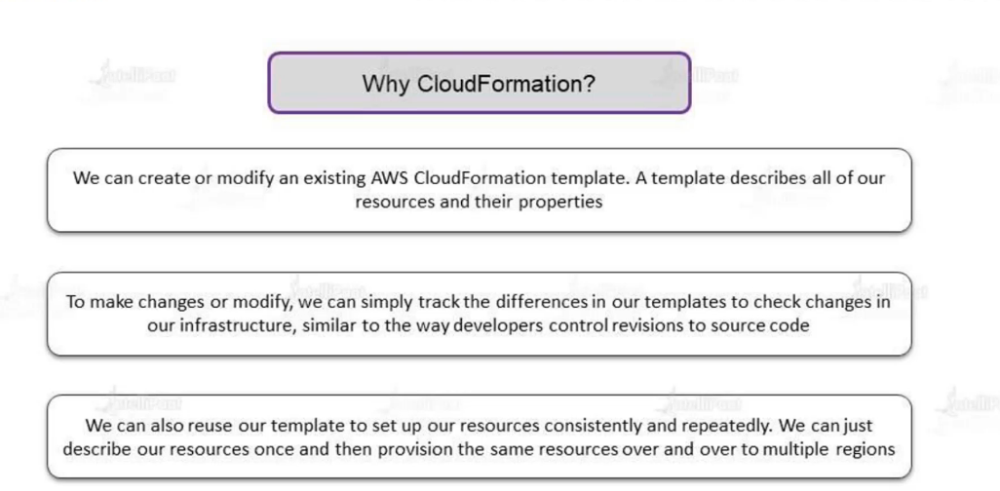 Why CloudFormation?
We can create or modify an existing AWS CloudFormation template. A template describes all of our
resources and their properties
To make changes or modify, we can simply track the differences in our templates to check changes in
our infrastructure, similar to the way developers control revisions to source code
We can also reuse our template to set up our resources consistently and repeatedly. We can just
describe our resources once and then provision the same resources over and over to multiple regions